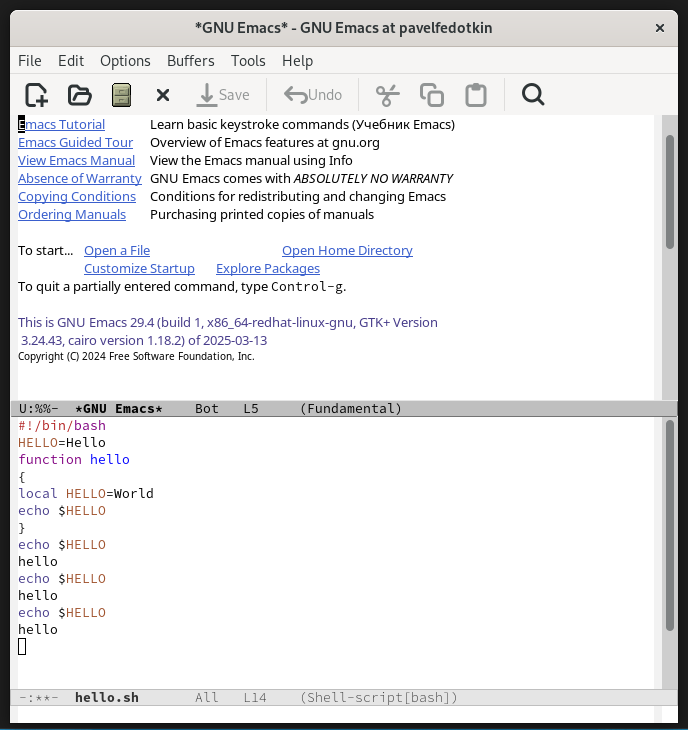 *GNU Emacs* - GNU Emacs at pavelfedotkin
File Edit Options Buffers Tools Help
Save Undo
Emacs Tutorial Learn basic keystroke commands (Учебник Emacs)
Emacs Guided Tour Overview of Emacs features at gnu.org
View Emacs Manual View the Emacs manual using Info
Absence of Warranty GNU Emacs comes with ABSOLUTELY NO WARRANTY
Copying Conditions Conditions for redistributing and changing Emacs
Ordering Manuals Purchasing printed copies of manuals
To start... Open a File Open Home Directory
Customize Startup Explore Packages
To quit a partially entered command, type Control-g.
This is GNU Emacs 29.4 (build 1, x86_64-redhat-linux-gnu, GTK+ Version
3.24.43, cairo version 1.18.2) of 2025-03-13
Copyright (C) 2024 Free Software Foundation, Inc.
U:%%- *GNU Emacs* Bot L5 (Fundamental)
#!/bin/bash
HELLO=Hello
function hello
{
local HELLO=World
echo $HELLO
}
echo $HELLO
hello
echo $HELLO
hello
echo $HELLO
hello
-:**- hello.sh All L14 (Shell-script[bash])